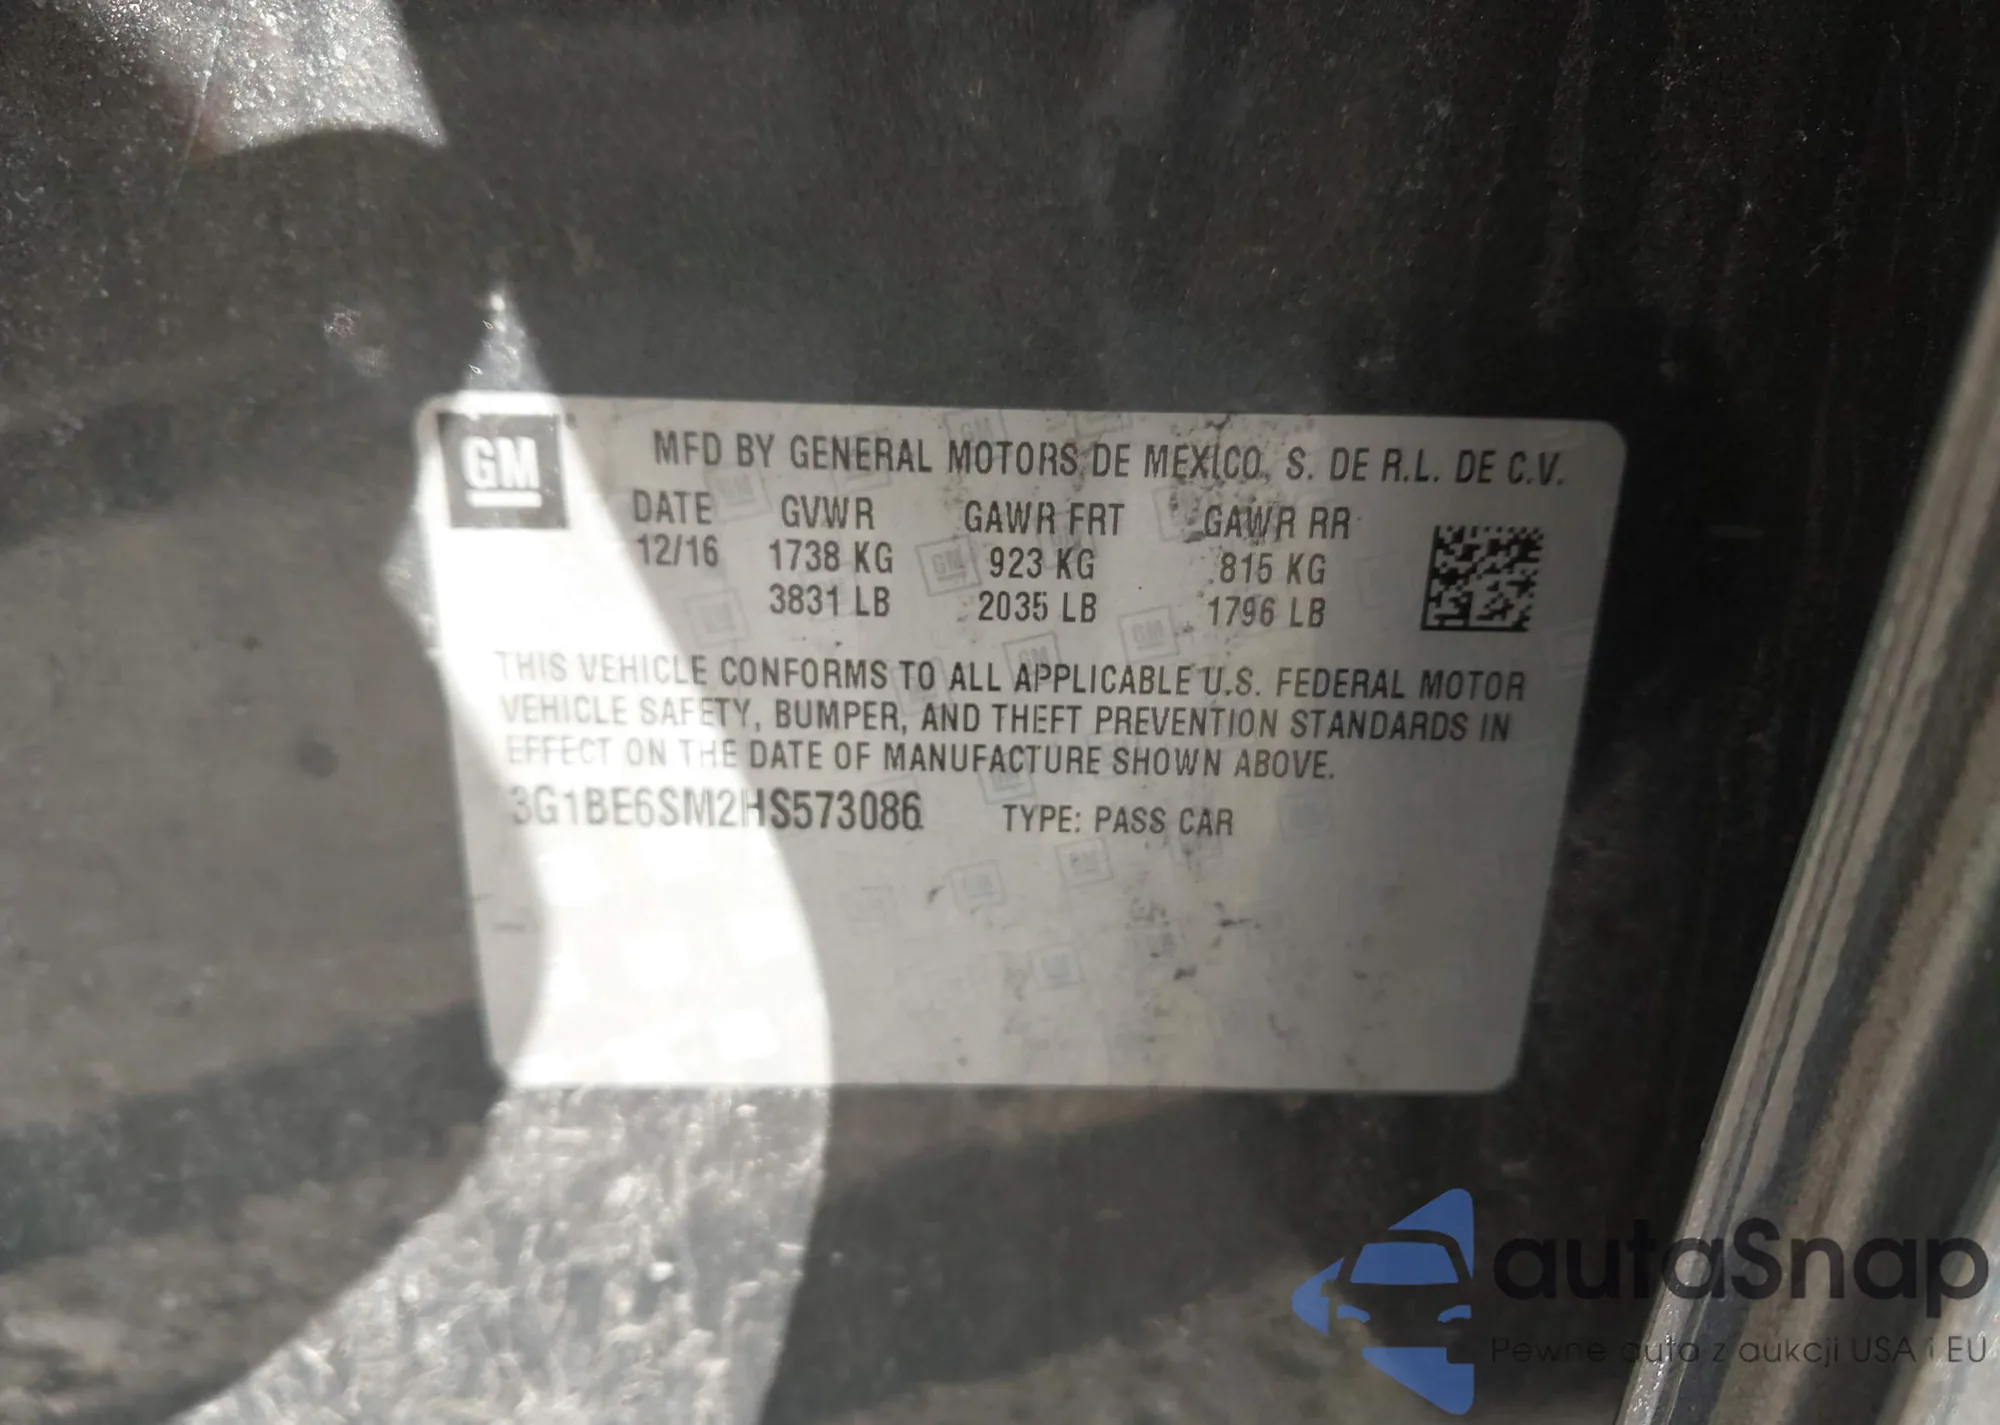 GM
MFD BY GENERAL MOTORS DE MEXICO, S. DE R.L. DE C.V.
DATE GVWR GAWR FRT GAWR RR
12/16 1738 KG 923 KG 815 KG
3831 LB 2035 LB 1796 LB
THIS VEHICLE CONFORMS TO ALL APPLICABLE U.S. FEDERAL MOTOR
VEHICLE SAFETY, BUMPER, AND THEFT PREVENTION STANDARDS IN
EFFECT ON THE DATE OF MANUFACTURE SHOWN ABOVE.
3G1BE6SM2HS573086 TYPE: PASS CAR
autaSnap
Pewne auta z aukcji USA i EU